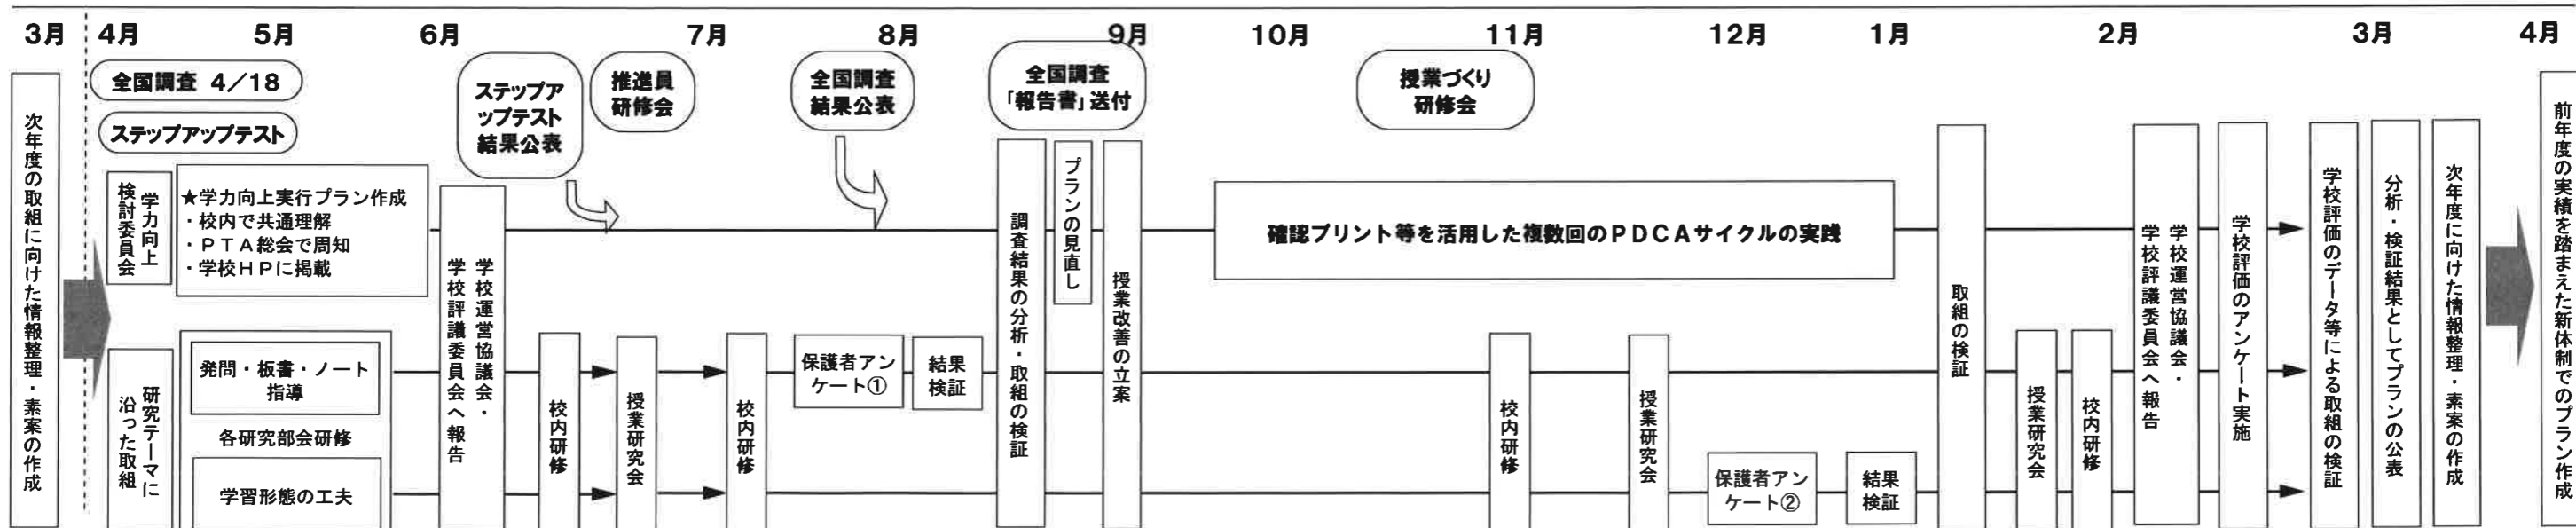 3月
4月
5月
6月
7月
8月
9月
10月
11月
12月
1月
2月
3月
4月
次年度の取組に向けた情報整理・素案の作成
全国調査 4/18
ステップアップテスト
学力向上
検討委員会
★学力向上実行プラン作成
・校内で共通理解
・PTA総会で周知
・学校HPに掲載
研究テーマに
沿った取組
発問・板書・ノート
指導
各研究部会研修
学習形態の工夫
学校運営協議会・
学校評議委員会へ報告
ステップア
ップテスト
結果公表
推進員
研修会
校内研修
授業研究会
校内研修
全国調査
結果公表
保護者アン
ケート①
結果
検証
全国調査
「報告書」送付
調査結果の分析・取組の検証
プランの見直し
授業改善の立案
授業づくり
研修会
確認プリント等を活用した複数回のPDCAサイクルの実践
校内研修
授業研究会
保護者アン
ケート②
結果
検証
取組の検証
授業研究会
校内研修
学校運営協議会・
学校評議委員会へ報告
学校評価のアンケート実施
学校評価のデータ等による取組の検証
分析・検証結果としてプランの公表
次年度に向けた情報整理・素案の作成
前年度の実績を踏まえた新体制でのプラン作成